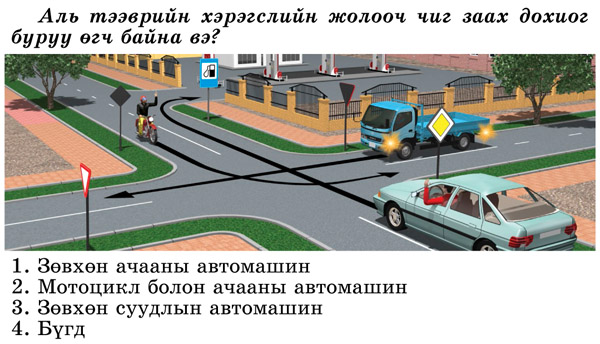 Аль тээврийн хэрэгслийн жолооч чиг заах дохиог
буруу өгч байна вэ?
1. Зөвхөн ачааны автомашин
2. Мотоцикл болон ачааны автомашин
3. Зөвхөн суудлын автомашин
4. Бүгд